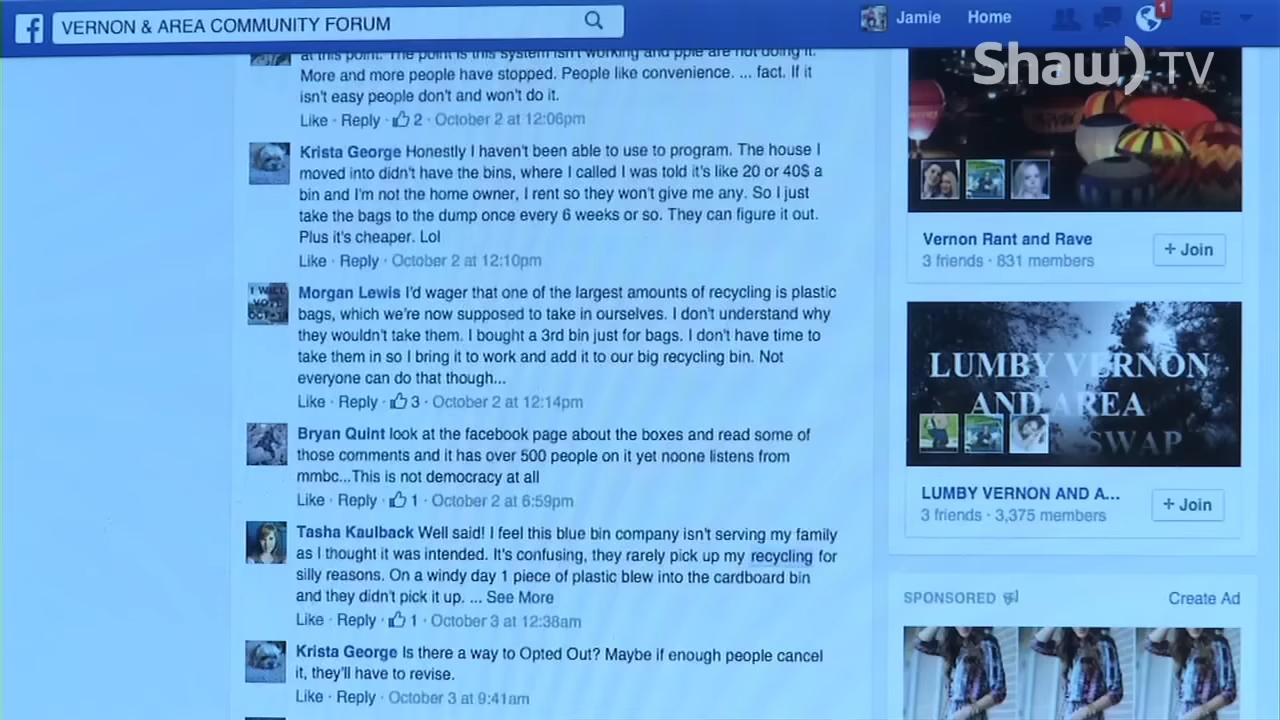 VERNON & AREA COMMUNITY FORUM
Jamie Home 1
Shaw) TV
at this point. The point is this system isn't working and pple are not doing it.
More and more people have stopped. People like convenience. ... fact. If it
isn't easy people don't and won't do it.
Like · Reply · 2 · October 2 at 12:06pm
Krista George Honestly I haven't been able to use to program. The house I
moved into didn't have the bins, where I called I was told it's like 20 or 40$ a
bin and I'm not the home owner, I rent so they won't give me any. So I just
take the bags to the dump once every 6 weeks or so. They can figure it out.
Plus it's cheaper. Lol
Like · Reply · October 2 at 12:10pm
I WILL
VOTE
OCT
Morgan Lewis I'd wager that one of the largest amounts of recycling is plastic
bags, which we're now supposed to take in ourselves. I don't understand why
they wouldn't take them. I bought a 3rd bin just for bags. I don't have time to
take them in so I bring it to work and add it to our big recycling bin. Not
everyone can do that though...
Like · Reply · 3 · October 2 at 12:14pm
Bryan Quint look at the facebook page about the boxes and read some of
those comments and it has over 500 people on it yet noone listens from
mmbc...This is not democracy at all
Like · Reply · 1 · October 2 at 6:59pm
Tasha Kaulback Well said! I feel this blue bin company isn't serving my family
as I thought it was intended. It's confusing, they rarely pick up my recycling for
silly reasons. On a windy day 1 piece of plastic blew into the cardboard bin
and they didn't pick it up. ... See More
Like · Reply · 1 · October 3 at 12:38am
Krista George Is there a way to Opted Out? Maybe if enough people cancel
it, they'll have to revise.
Like · Reply · October 3 at 9:41am
Vernon Rant and Rave
3 friends · 831 members
+ Join
LUMBY VERNON
AND AREA
& SWAP
LUMBY VERNON AND A...
3 friends · 3,375 members
+ Join
SPONSORED
Create Ad